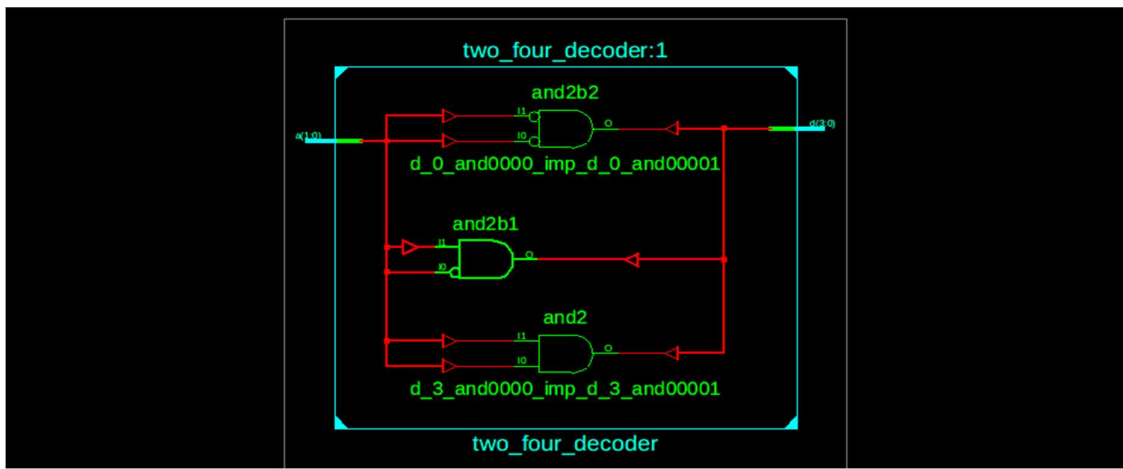 two_four_decoder:1
and2b2
I1
O
a(1:0)
d(3:0)
I0
d_0_and0000_imp_d_0_and00001
and2b1
I1
O
I0
and2
I1
O
I0
d_3_and0000_imp_d_3_and00001
two_four_decoder